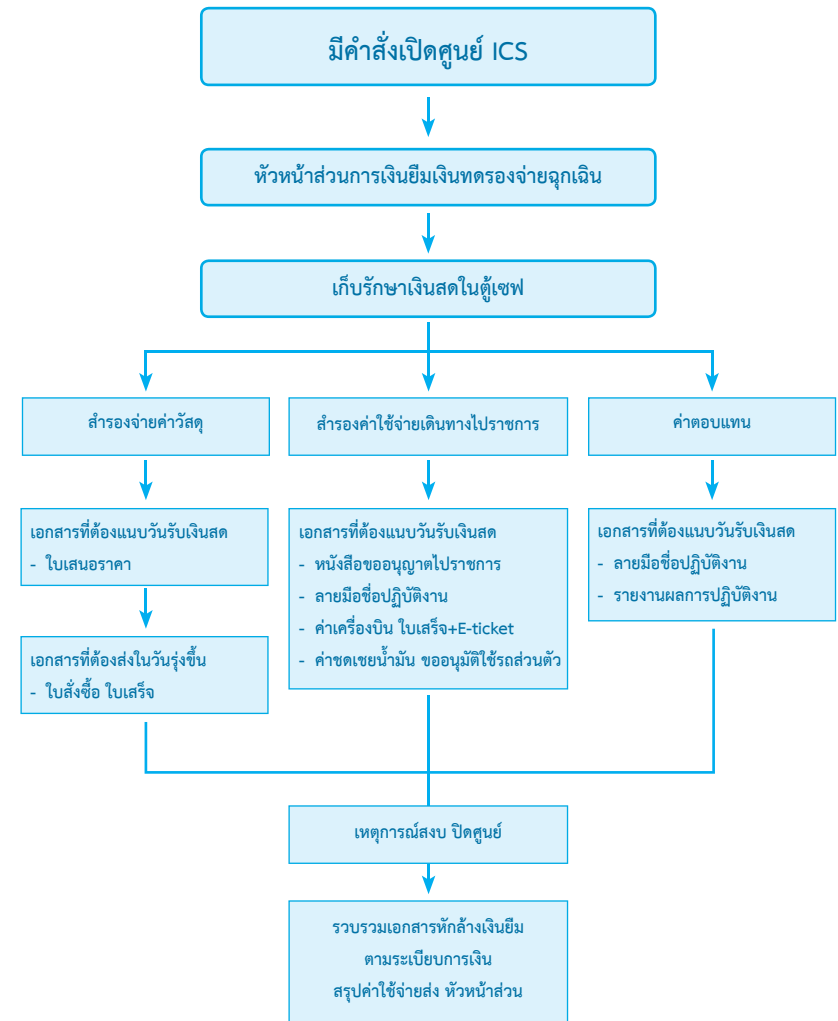 มีคำสั่งเปิดศูนย์ ICS
หัวหน้าส่วนการเงินยืมเงินทดรองจ่ายฉุกเฉิน
เก็บรักษาเงินสดในตู้เซฟ
สำรองจ่ายค่าวัสดุ
เอกสารที่ต้องแนบวันรับเงินสด
- ใบเสนอราคา
เอกสารที่ต้องส่งในวันรุ่งขึ้น
- ใบสั่งซื้อ ใบเสร็จ
สำรองค่าใช้จ่ายเดินทางไปราชการ
เอกสารที่ต้องแนบวันรับเงินสด
- หนังสือขออนุญาตไปราชการ
- ลายมือชื่อปฏิบัติงาน
- ค่าเครื่องบิน ใบเสร็จ+E-ticket
- ค่าชดเชยน้ำมัน ขออนุมัติใช้รถส่วนตัว
ค่าตอบแทน
เอกสารที่ต้องแนบวันรับเงินสด
- ลายมือชื่อปฏิบัติงาน
- รายงานผลการปฏิบัติงาน
เหตุการณ์สงบ ปิดศูนย์
รวบรวมเอกสารหักล้างเงินยืม
ตามระเบียบการเงิน
สรุปค่าใช้จ่ายส่ง หัวหน้าส่วน